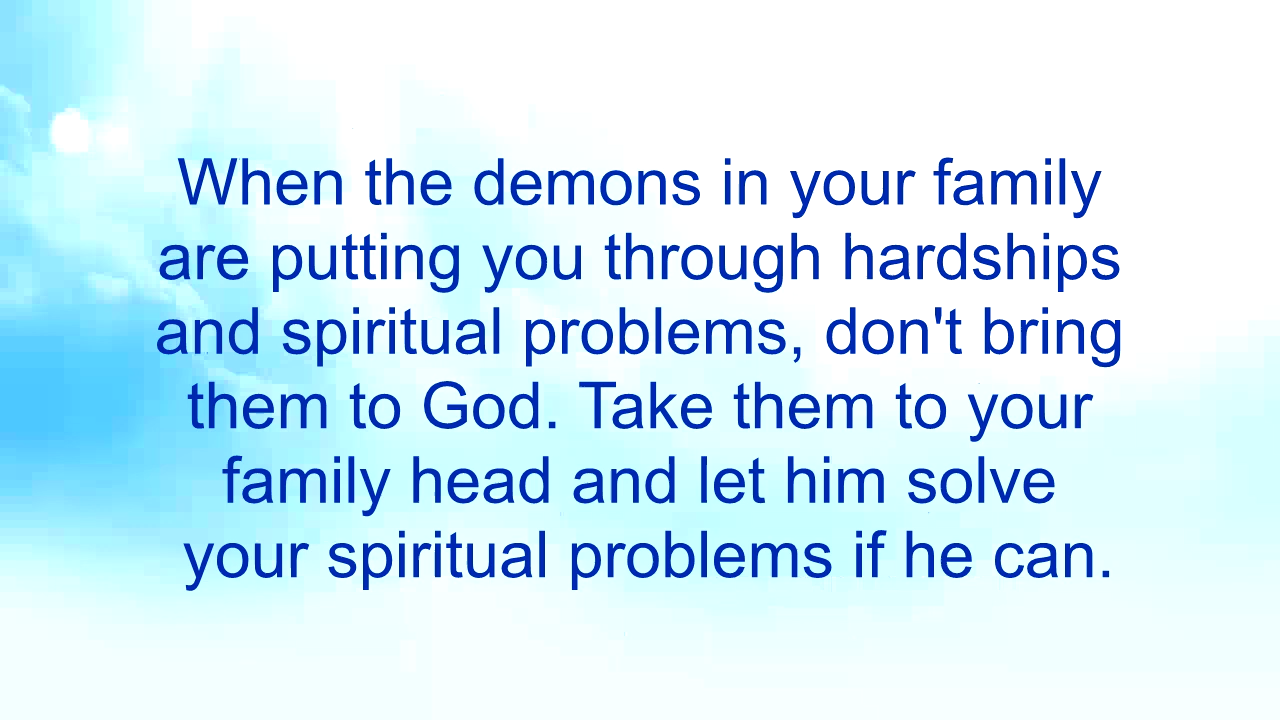 When the demons in your family
are putting you through hardships
and spiritual problems, don't bring
them to God. Take them to your
family head and let him solve
your spiritual problems if he can.